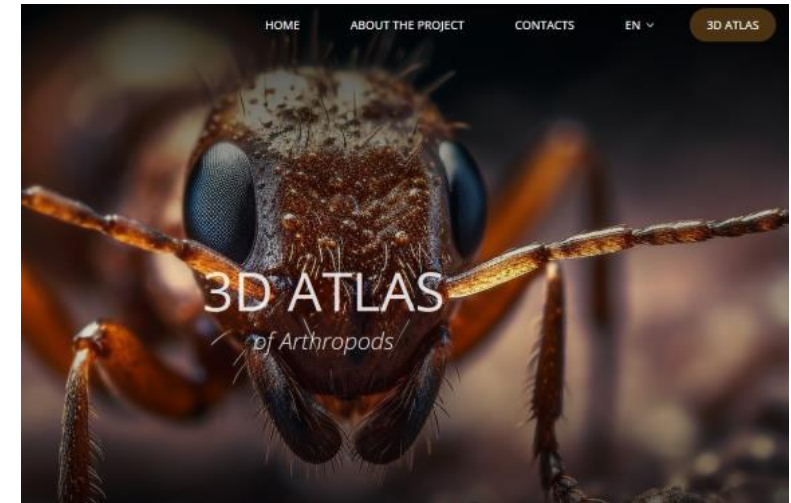 HOME ABOUT THE PROJECT CONTACTS EN 3D ATLAS
3D ATLAS
of Arthropods